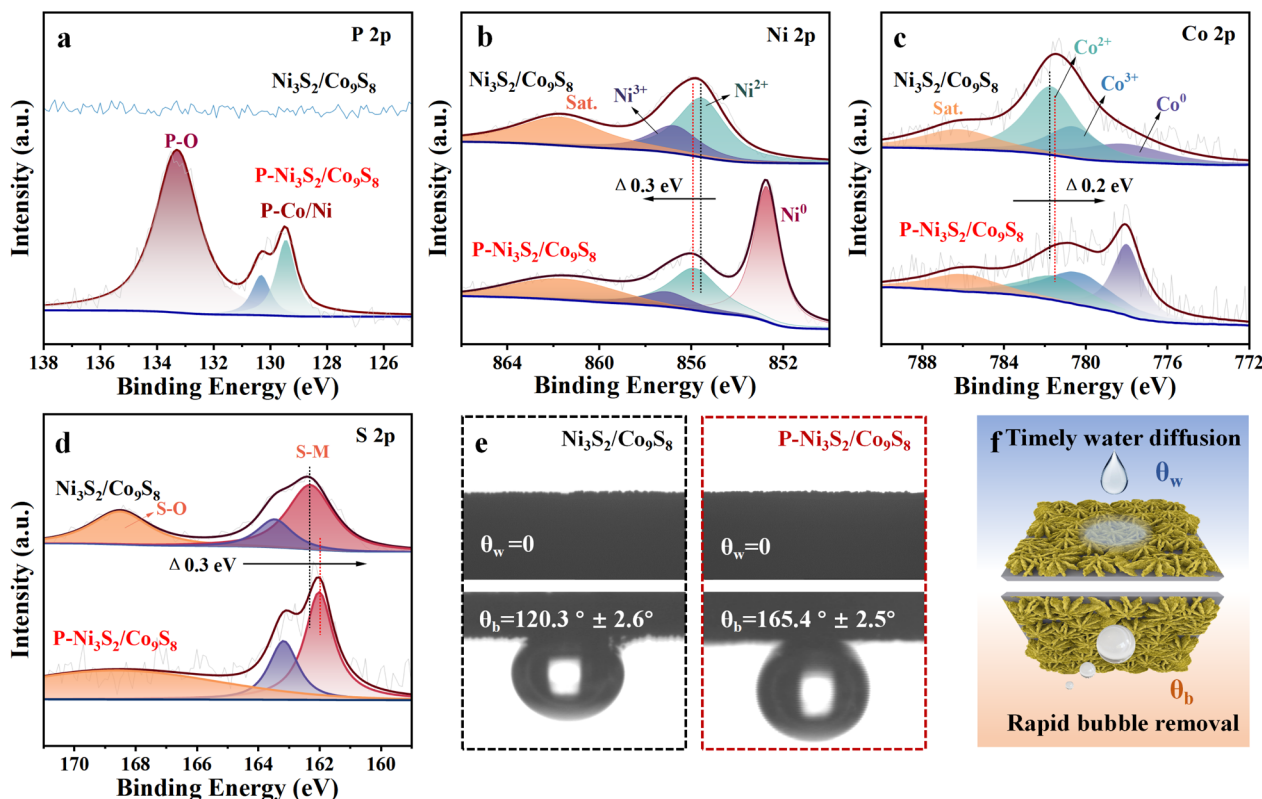 a
P 2p
Ni₃S₂/Co₉S₈
P-O
P-Ni₃S₂/Co₉S₈
P-Co/Ni
Intensity (a.u.)
138 135 132 129 126
Binding Energy (eV)
b
Ni 2p
Ni₃S₂/Co₉S₈
Sat.
Ni³⁺
Ni²⁺
Δ 0.3 eV
Ni⁰
P-Ni₃S₂/Co₉S₈
Intensity (a.u.)
864 860 856 852
Binding Energy (eV)
c
Co 2p
Co²⁺
Ni₃S₂/Co₉S₈
Co³⁺
Sat.
Co⁰
Δ 0.2 eV
P-Ni₃S₂/Co₉S₈
Intensity (a.u.)
788 784 780 776 772
Binding Energy (eV)
d
S 2p
S-M
Ni₃S₂/Co₉S₈
S-O
Δ 0.3 eV
P-Ni₃S₂/Co₉S₈
Intensity (a.u.)
170 168 166 164 162 160
Binding Energy (eV)
e
Ni₃S₂/Co₉S₈
θw=0
θb=120.3 ° ± 2.6°
P-Ni₃S₂/Co₉S₈
θw=0
θb=165.4 ° ± 2.5°
f
Timely water diffusion
θw
θb
Rapid bubble removal